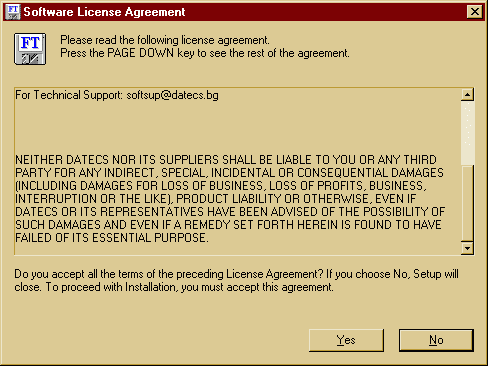 Software License Agreement
FT
Please read the following license agreement.
Press the PAGE DOWN key to see the rest of the agreement.
For Technical Support: softsup@datecs.bg
NEITHER DATECS NOR ITS SUPPLIERS SHALL BE LIABLE TO YOU OR ANY THIRD
PARTY FOR ANY INDIRECT, SPECIAL, INCIDENTAL OR CONSEQUENTIAL DAMAGES
(INCLUDING DAMAGES FOR LOSS OF BUSINESS, LOSS OF PROFITS, BUSINESS,
INTERRUPTION OR THE LIKE), PRODUCT LIABILITY OR OTHERWISE, EVEN IF
DATECS OR ITS REPRESENTATIVES HAVE BEEN ADVISED OF THE POSSIBILITY OF
SUCH DAMAGES AND EVEN IF A REMEDY SET FORTH HEREIN IS FOUND TO HAVE
FAILED OF ITS ESSENTIAL PURPOSE.
Do you accept all the terms of the preceding License Agreement? If you choose No, Setup will
close. To proceed with Installation, you must accept this agreement.
Yes No